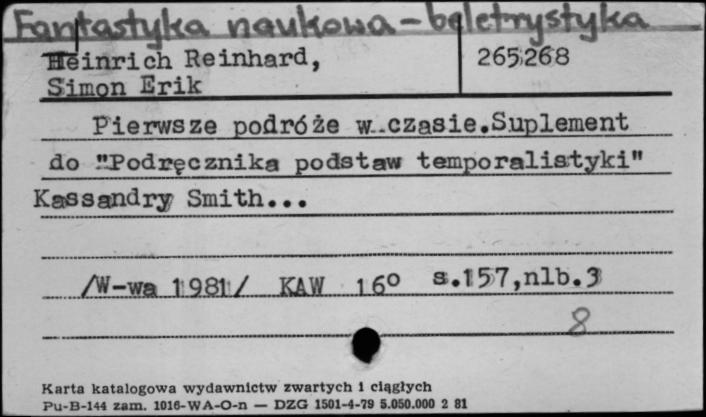 Fantastyka naukowa - beletrystyka
Heinrich Reinhard, 265268
Simon Erik
Pierwsze podróże w czasie.Suplement
do "Podręcznika podstaw temporalistyki"
Kassandry Smith...
/W-wa 1981/ KAW 16° s.157,nlb.3
8
Karta katalogowa wydawnictw zwartych i ciągłych
Pu-B-144 zam. 1016-WA-O-n — DZG 1501-4-79 5.050.000 2 81